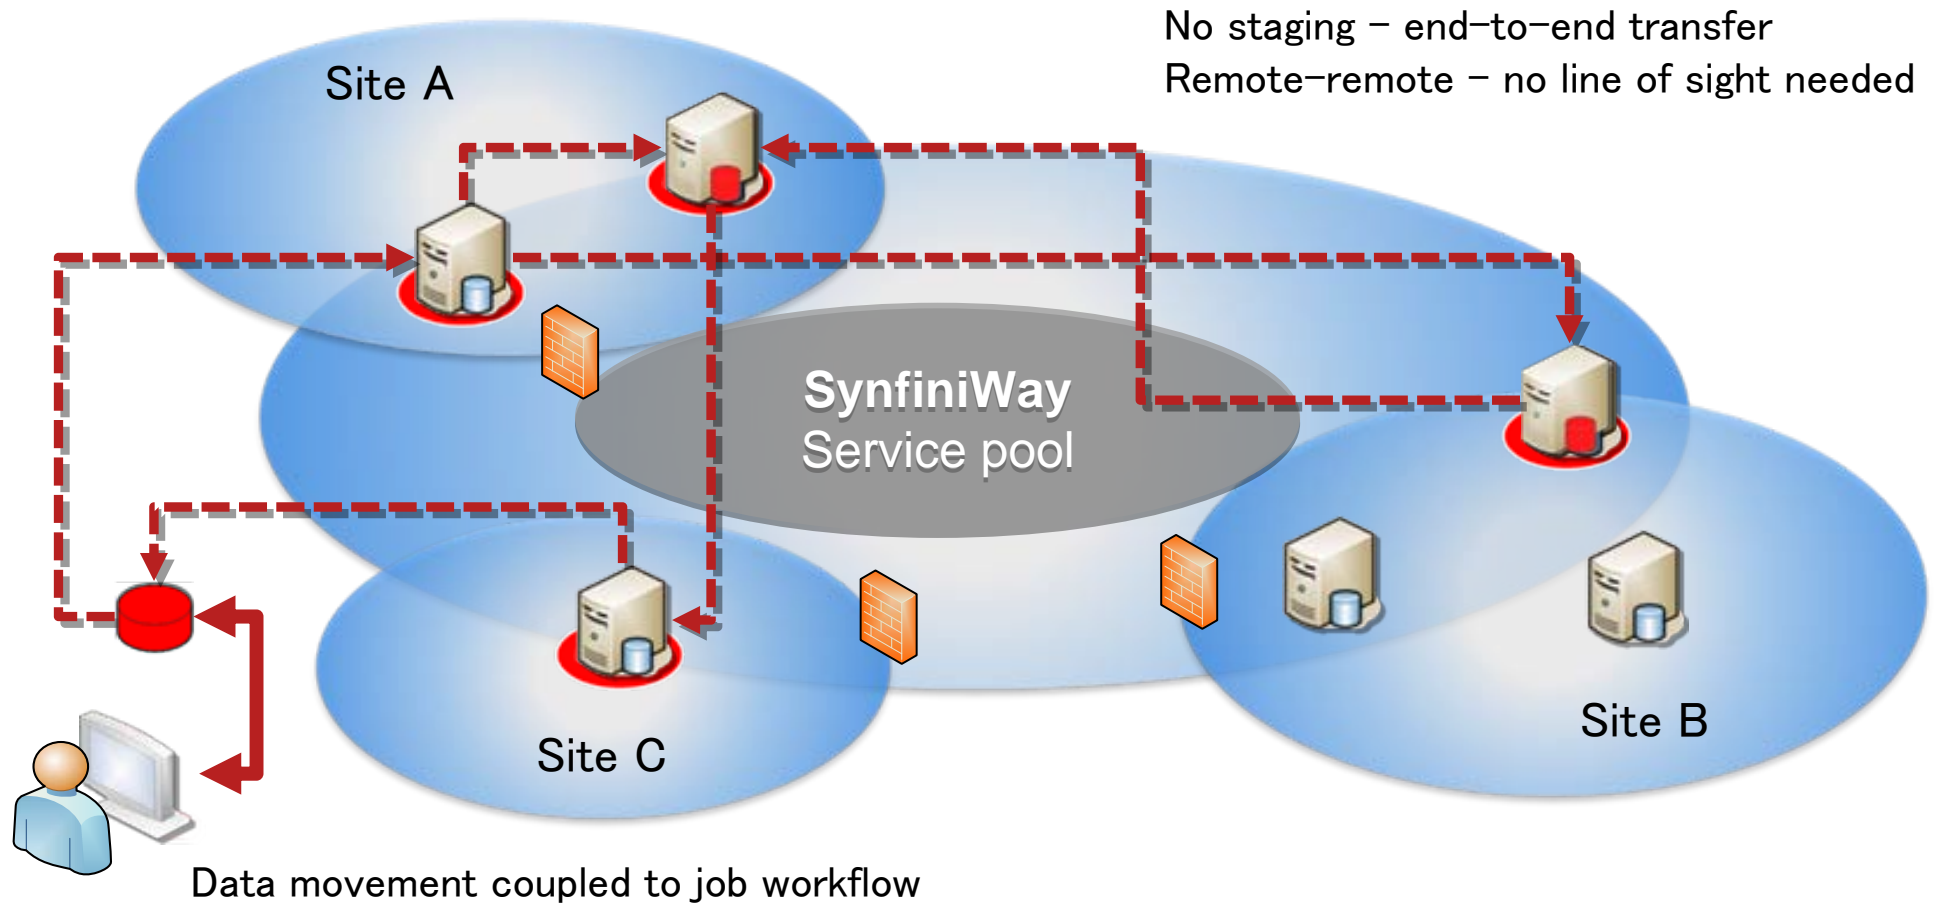 No staging – end-to-end transfer
Remote-remote – no line of sight needed
Site A
SynfiniWay
Service pool
Site B
Site C
Data movement coupled to job workflow